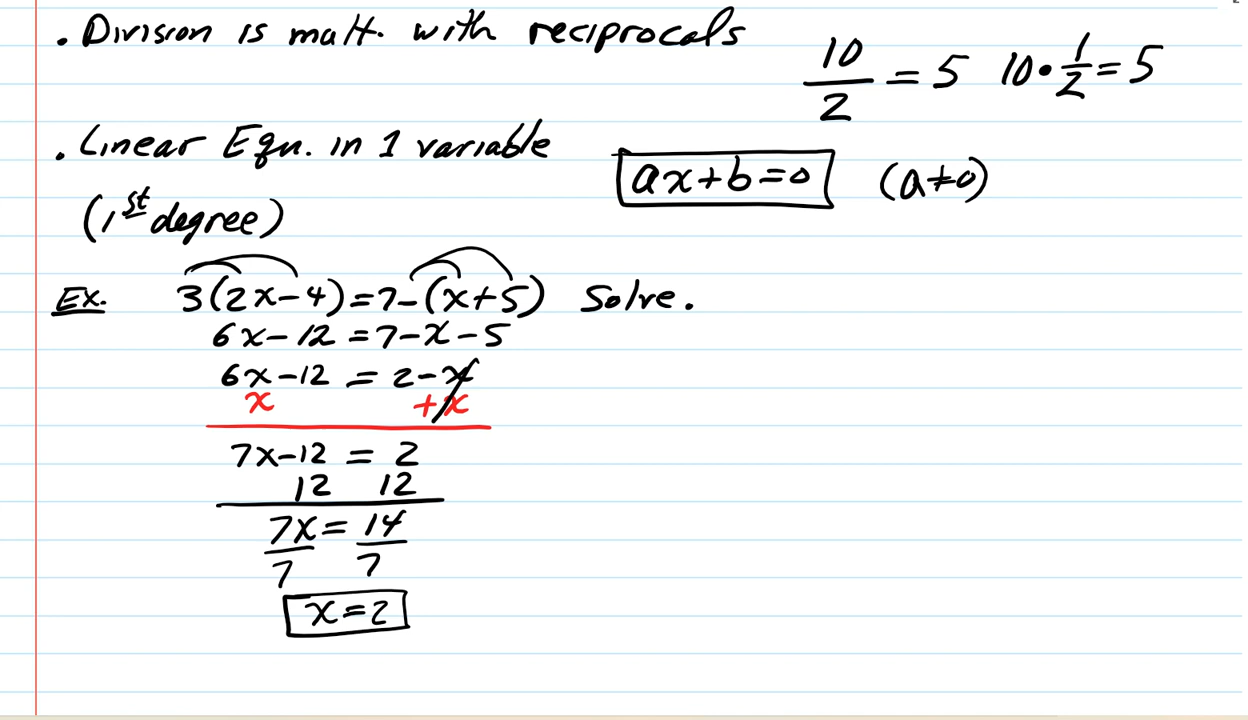 . Division is mult. with reciprocals
10/2 = 5 10 • 1/2 = 5
. Linear Eqn. in 1 variable
ax+b=0 (a≠0)
(1st degree)
Ex. 3(2x-4)=7-(x+5) Solve.
6x-12=7-x-5
6x-12 = 2-x
x +x
7x-12 = 2
12 12
7x/7 = 14/7
x=2